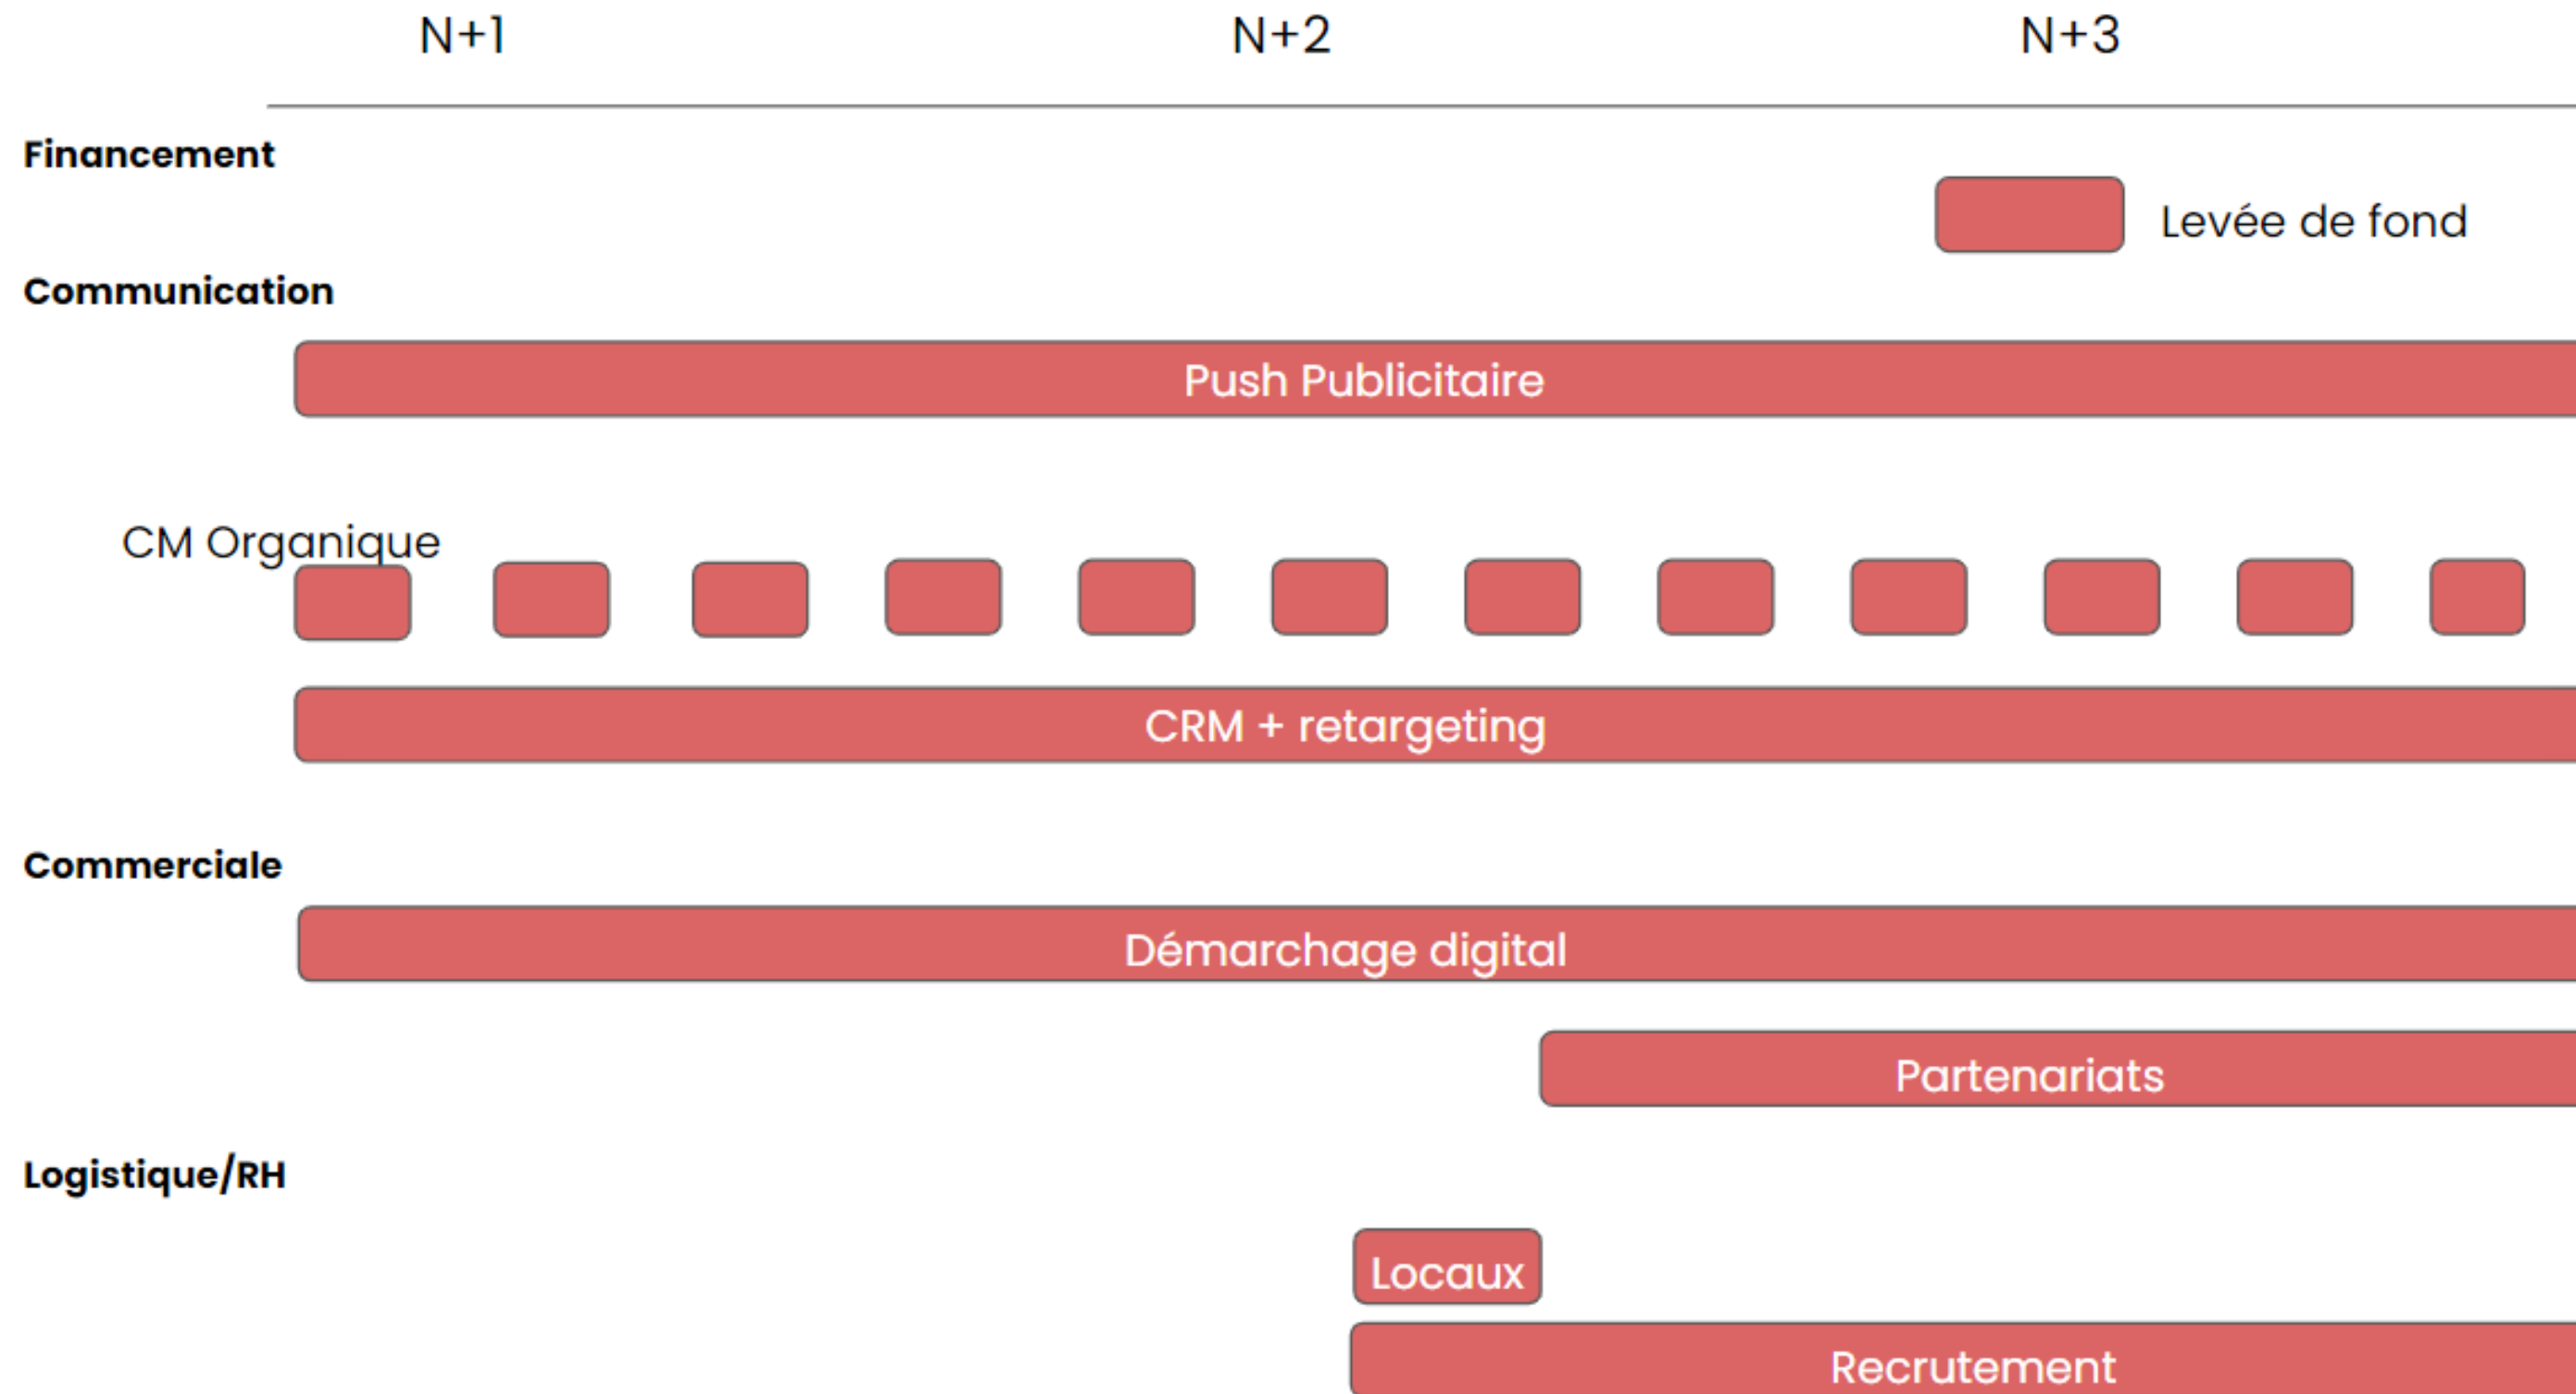 N+1 N+2 N+3
Financement
Levée de fond
Communication
Push Publicitaire
CM Organique
CRM + retargeting
Commerciale
Démarchage digital
Partenariats
Logistique/RH
Locaux
Recrutement